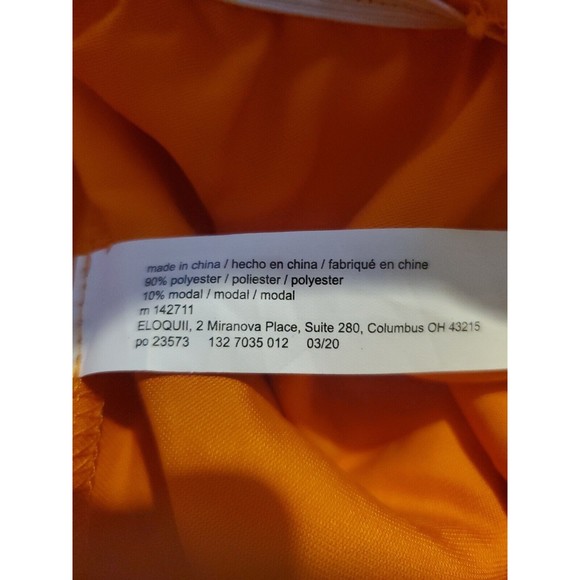 made in china / hecho en china / fabriqué en chine
90% polyester / poliester / polyester
10% modal / modal / modal
m 142711
ELOQUII, 2 Miranova Place, Suite 280, Columbus OH 43215
po 23573 132 7035 012 03/20